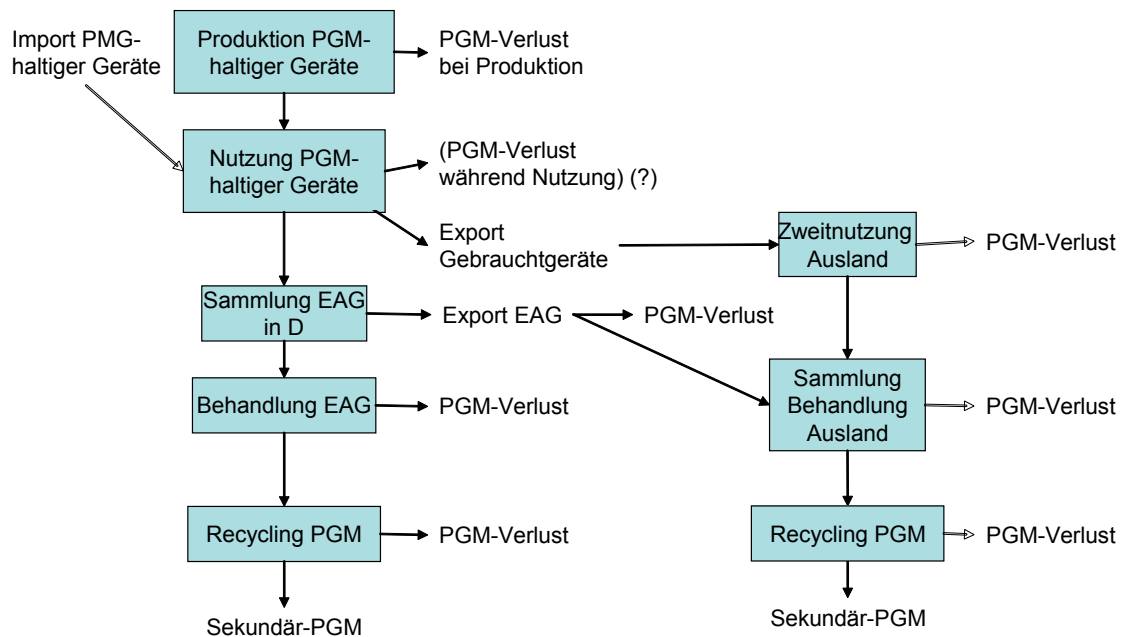 Import PMG-
haltiger Geräte
Produktion PGM-
haltiger Geräte
PGM-Verlust
bei Produktion
Nutzung PGM-
haltiger Geräte
(PGM-Verlust
während Nutzung) (?)
Export
Gebrauchtgeräte
Zweitnutzung
Ausland
PGM-Verlust
Sammlung EAG
in D
Export EAG
PGM-Verlust
Behandlung EAG
PGM-Verlust
Sammlung
Behandlung
Ausland
PGM-Verlust
Recycling PGM
PGM-Verlust
Recycling PGM
PGM-Verlust
Sekundär-PGM
Sekundär-PGM